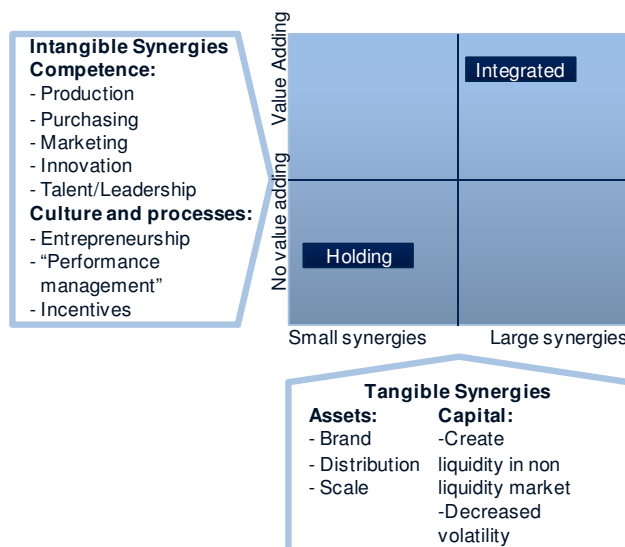 Intangible Synergies
Competence:
- Production
- Purchasing
- Marketing
- Innovation
- Talent/Leadership
Culture and processes:
- Entrepreneurship
- “Performance
management”
- Incentives
Value Adding
No value adding
Integrated
Holding
Small synergies
Large synergies
Tangible Synergies
Assets:
- Brand
- Distribution
- Scale
Capital:
-Create
liquidity in non
liquidity market
-Decreased
volatility